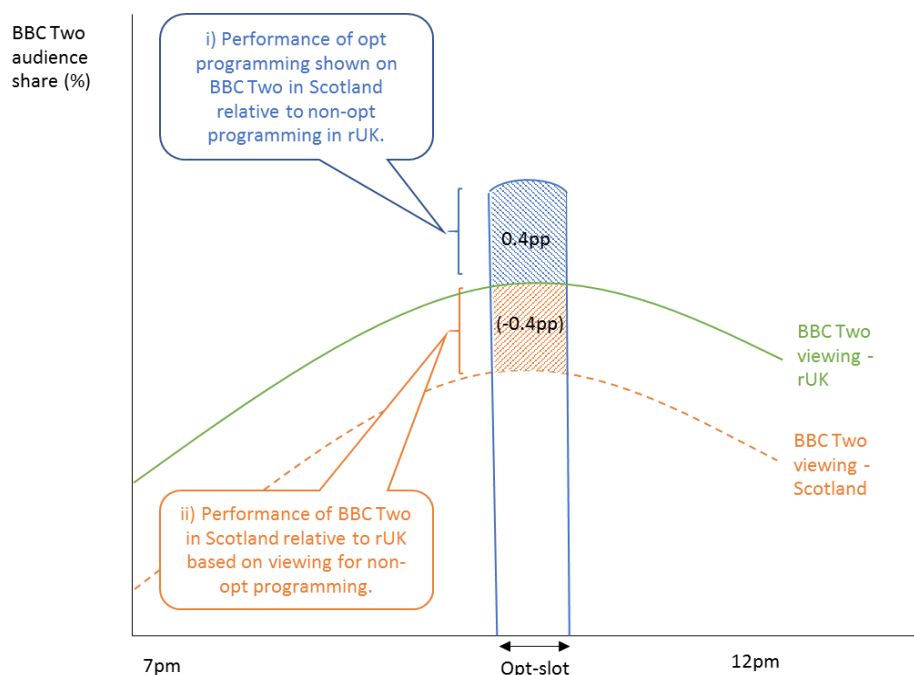 BBC Two
audience
share (%)
i) Performance of opt
programming shown on
BBC Two in Scotland
relative to non-opt
programming in rUK.
0.4pp
(-0.4pp)
BBC Two
viewing -
rUK
BBC Two
viewing -
Scotland
ii) Performance of BBC Two
in Scotland relative to rUK
based on viewing for non-
opt programming.
7pm
Opt-slot
12pm